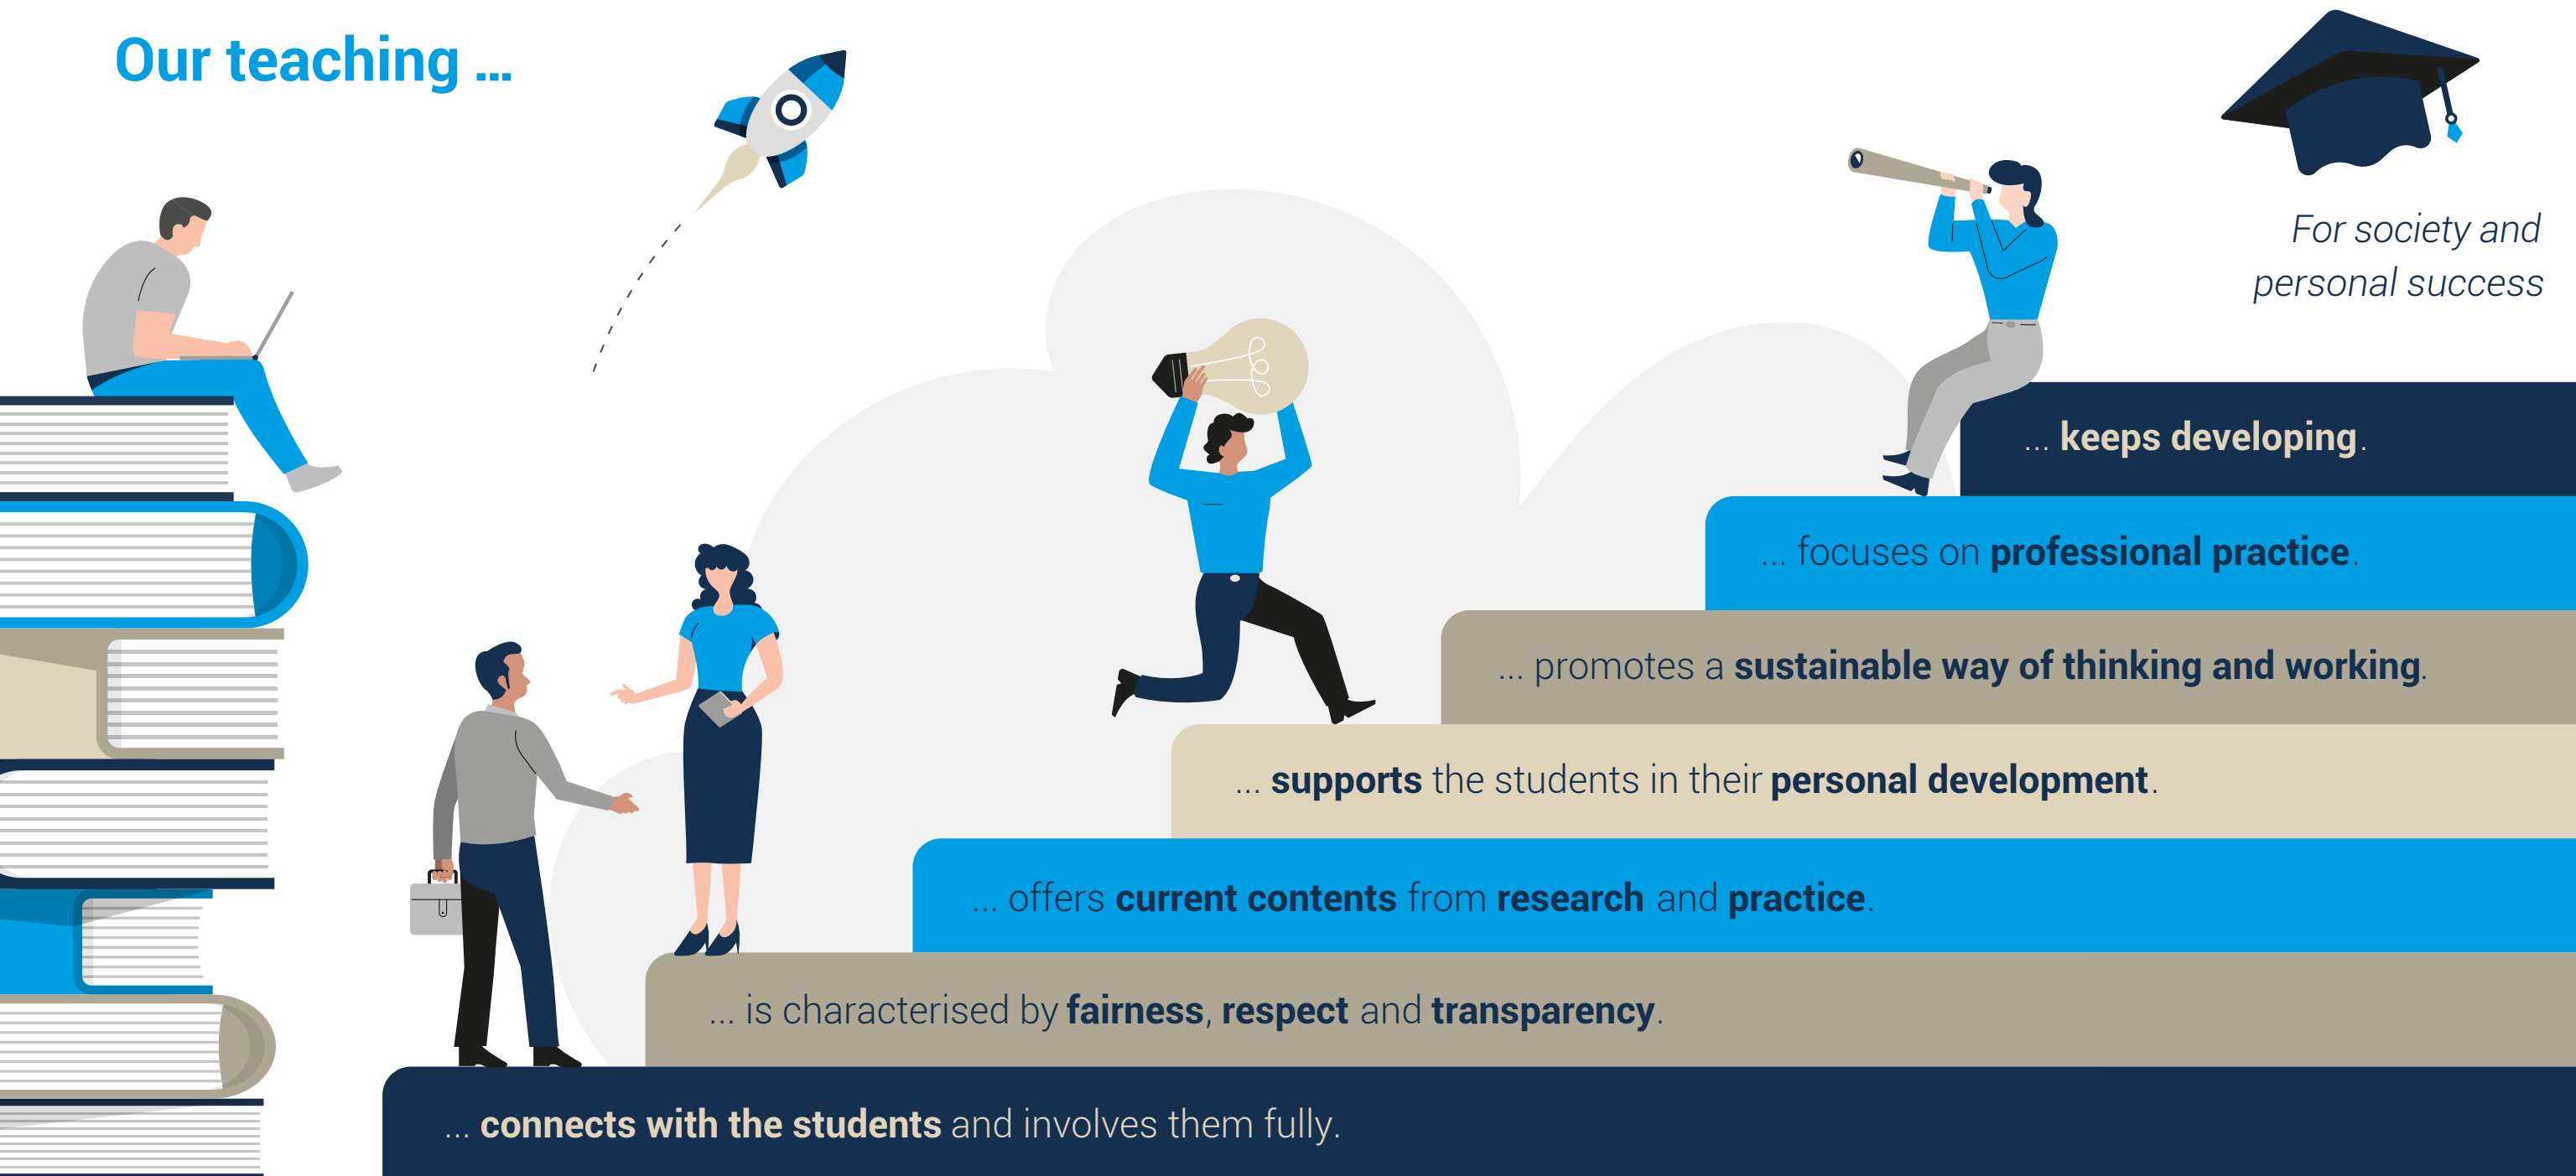 Our teaching ...
For society and
personal success
... keeps developing.
... focuses on professional practice.
... promotes a sustainable way of thinking and working.
... supports the students in their personal development.
... offers current contents from research and practice.
... is characterised by fairness, respect and transparency.
... connects with the students and involves them fully.